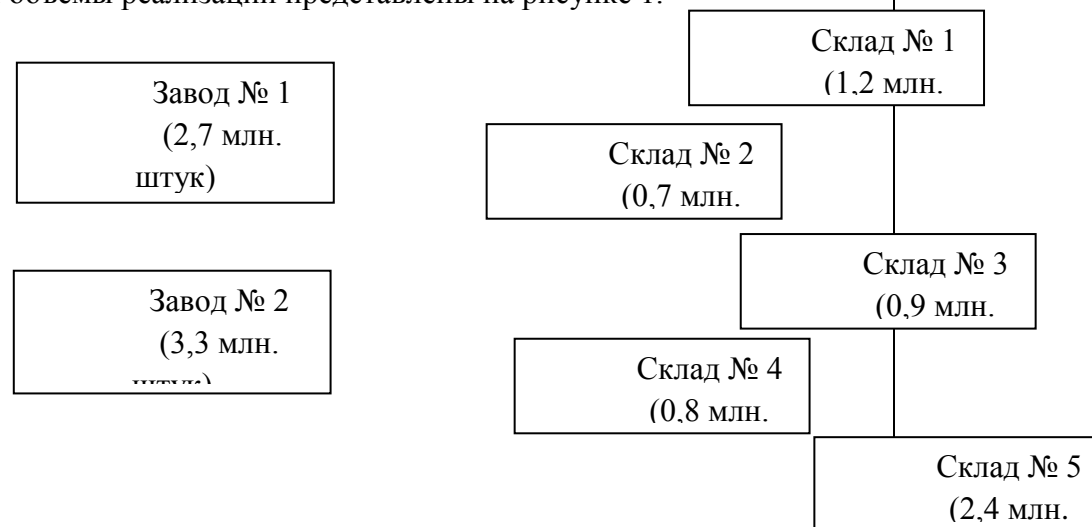 объемы реализации представлены на рисунке 1.
Завод № 1
(2,7 млн.
штук)
Завод № 2
(3,3 млн.
штук)
Склад № 1
(1,2 млн.
Склад № 2
(0,7 млн.
Склад № 3
(0,9 млн.
Склад № 4
(0,8 млн.
Склад № 5
(2,4 млн.